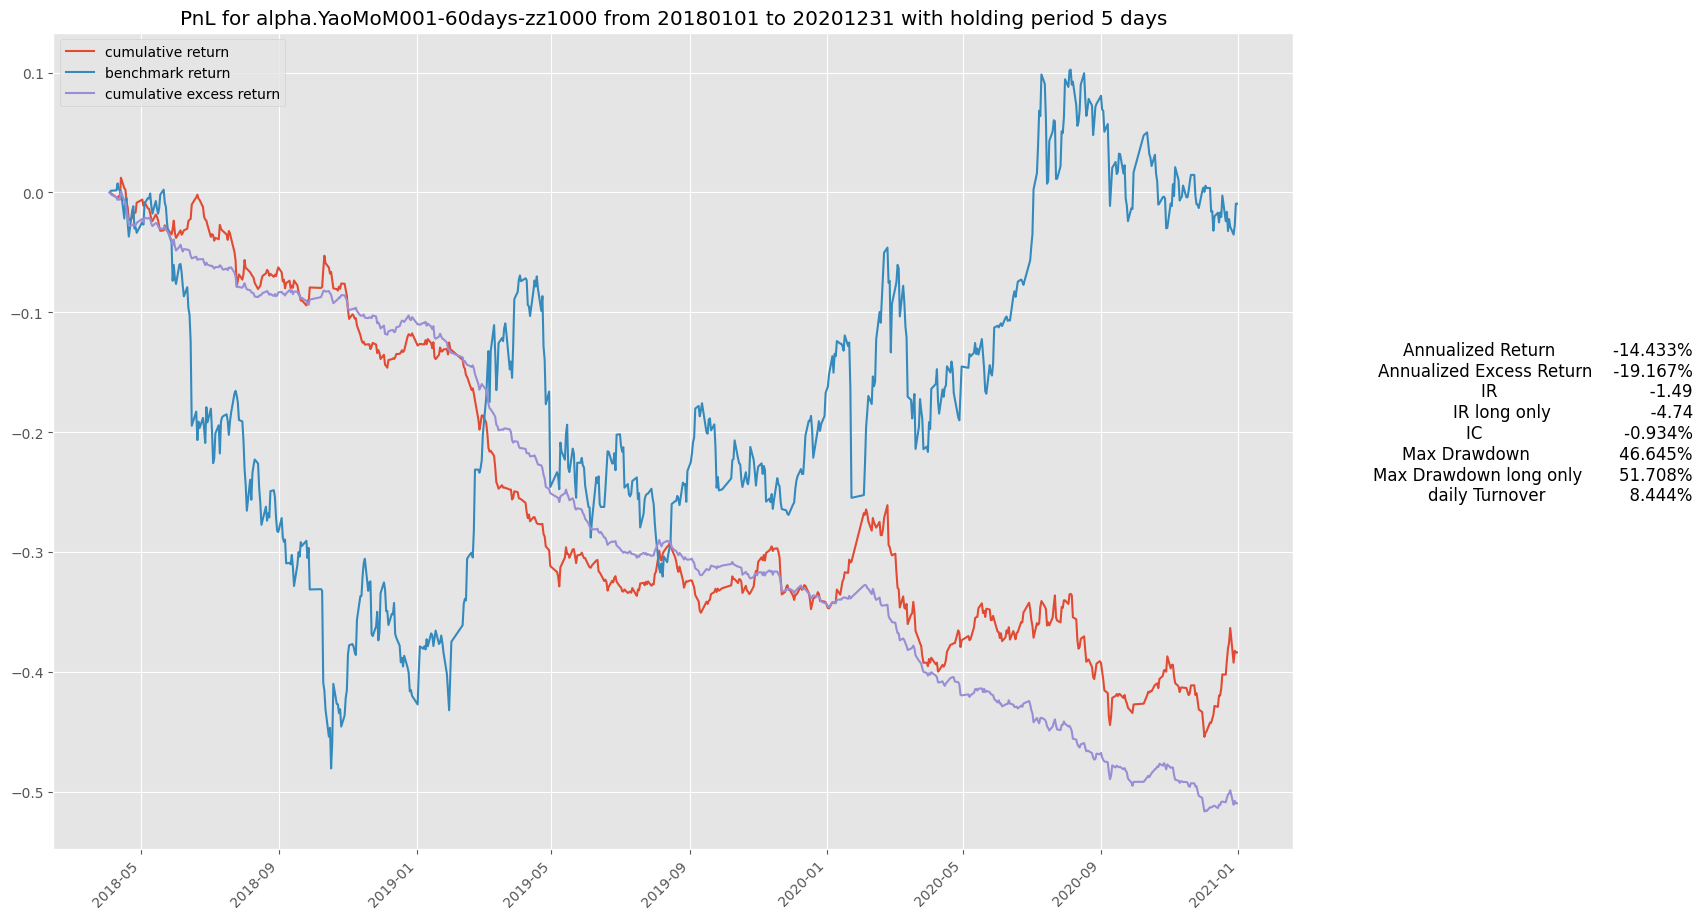 PnL for alpha.YaoMoM001-60days-zz1000 from 20180101 to 20201231 with holding period 5 days
cumulative return
benchmark return
cumulative excess return
0.1
0.0
−0.1
−0.2
−0.3
−0.4
−0.5
2018-05
2018-09
2019-01
2019-05
2019-09
2020-01
2020-05
2020-09
2021-01
Annualized Return -14.433%
Annualized Excess Return -19.167%
IR -1.49
IR long only -4.74
IC -0.934%
Max Drawdown 46.645%
Max Drawdown long only 51.708%
daily Turnover 8.444%